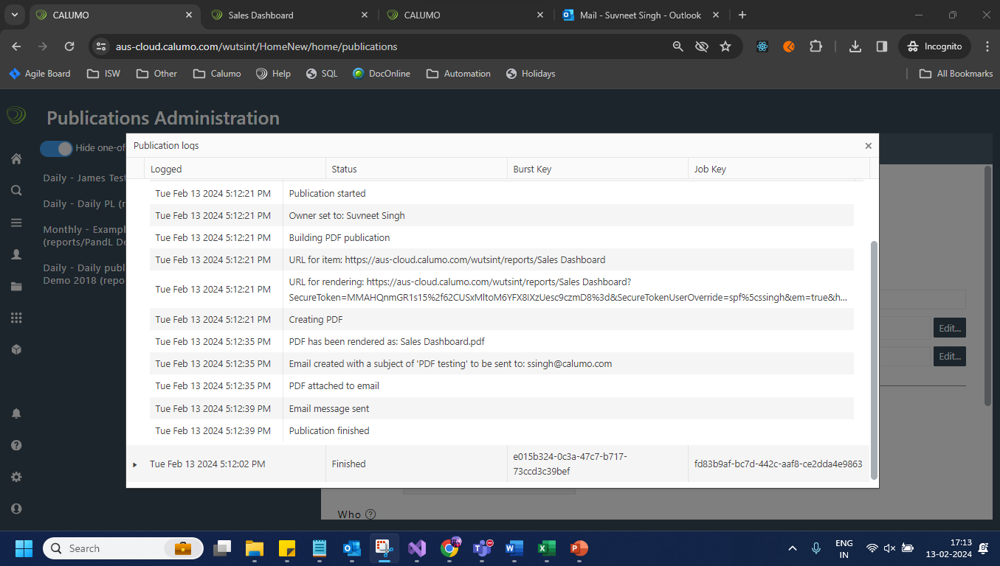 CALUMO
Sales Dashboard
CALUMO
Mail - Suvneet Singh - Outlook
aus-cloud.calumo.com/wutsint/HomeNew/home/publications
Incognito
Agile Board
ISW
Other
Calumo
Help
SQL
DocOnline
Automation
Holidays
All Bookmarks
Publications Administration
Hide one-of
Daily - James Test
Daily - Daily PL (r
Monthly - Exampl
(reports/PandL De
Daily - Daily publ
Demo 2018 (repo
Publication logs
Logged Status Burst Key Job Key
Tue Feb 13 2024 5:12:21 PM Publication started
Tue Feb 13 2024 5:12:21 PM Owner set to: Suvneet Singh
Tue Feb 13 2024 5:12:21 PM Building PDF publication
Tue Feb 13 2024 5:12:21 PM URL for item: https://aus-cloud.calumo.com/wutsint/reports/Sales Dashboard
Tue Feb 13 2024 5:12:21 PM URL for rendering: https://aus-cloud.calumo.com/wutsint/reports/Sales Dashboard?
SecureToken=MMAHQnmGR1s15%2f62CUSxMltoM6YFX8IXzUesc9czmD8%3d&SecureTokenUserOverride=spf%5cssingh&em=true&h...
Tue Feb 13 2024 5:12:21 PM Creating PDF
Tue Feb 13 2024 5:12:35 PM PDF has been rendered as: Sales Dashboard.pdf
Tue Feb 13 2024 5:12:35 PM Email created with a subject of 'PDF testing' to be sent to: ssingh@calumo.com
Tue Feb 13 2024 5:12:35 PM PDF attached to email
Tue Feb 13 2024 5:12:39 PM Email message sent
Tue Feb 13 2024 5:12:39 PM Publication finished
Tue Feb 13 2024 5:12:02 PM Finished e015b324-0c3a-47c7-b717-
73ccd3c39bef fd83b9af-bc7d-442c-aaf8-ce2dda4e9863
Edit...
Edit...
Who
Search
ENG
IN
17:13
13-02-2024